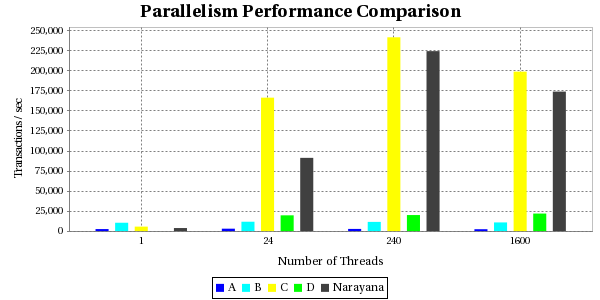 Parallelism Performance Comparison
Transactions / sec
250,000
225,000
200,000
175,000
150,000
125,000
100,000
75,000
50,000
25,000
0
1 24 240 1600
Number of Threads
A B C D Narayana